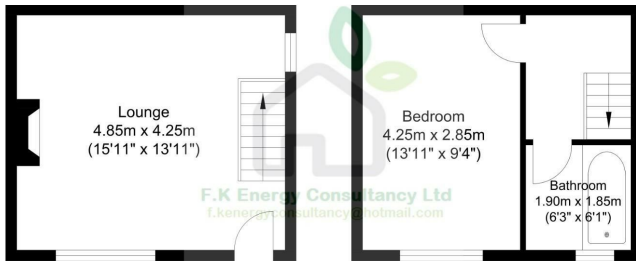 Lounge
4.85m x 4.25m
(15'11" x 13'11")
Bedroom
4.25m x 2.85m
(13'11" x 9'4")
Bathroom
1.90m x 1.85m
(6'3" x 6'1")
F.K Energy Consultancy Ltd
f.kenergyconsultancy@hotmail.com